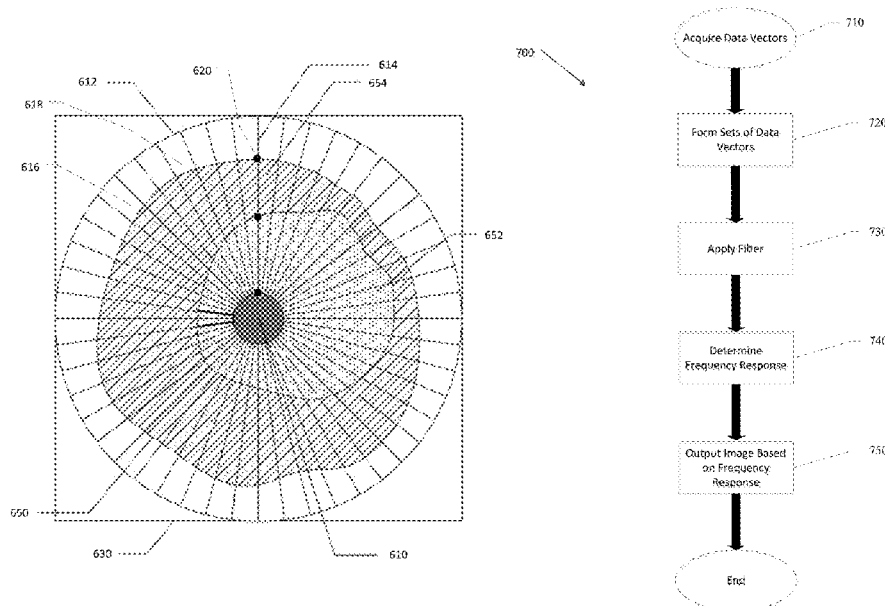 620
614
700
612
654
618
616
652
650
630
610
Acquire Data Vectors
710
Form Sets of Data
Vectors
720
Apply Filter
730
Determine
Frequency Response
740
Output Image Based
on Frequency
Response
750
End